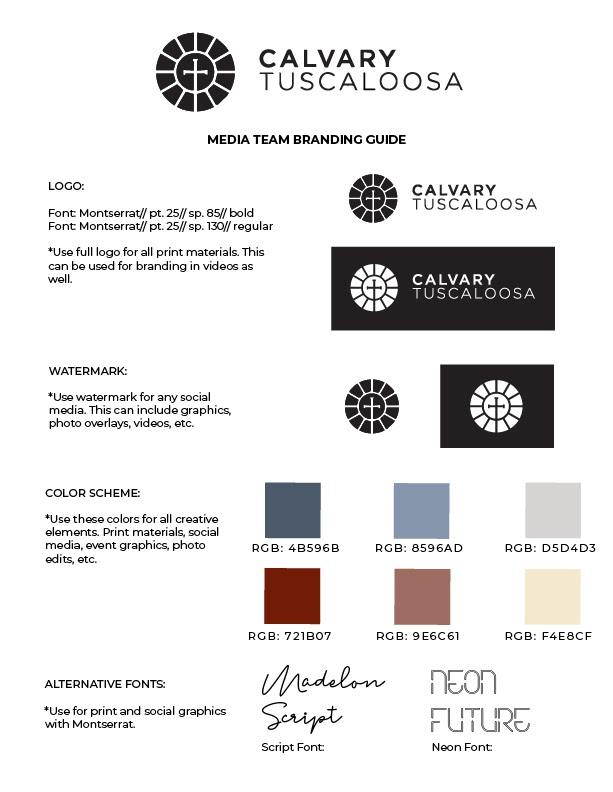 CALVARY
TUSCALOOSA
MEDIA TEAM BRANDING GUIDE
LOGO:
Font: Montserrat// pt. 25// sp. 85// bold
Font: Montserrat// pt. 25// sp. 130// regular
*Use full logo for all print materials. This
can be used for branding in videos as
well.
CALVARY
TUSCALOOSA
CALVARY
TUSCALOOSA
WATERMARK:
*Use watermark for any social
media. This can include graphics,
photo overlays, videos, etc.
COLOR SCHEME:
*Use these colors for all creative
elements. Print materials, social
media, event graphics, photo
edits, etc.
RGB: 4B596B
RGB: 8596AD
RGB: D5D4D3
RGB: 721B07
RGB: 9E6C61
RGB: F4E8CF
ALTERNATIVE FONTS:
*Use for print and social graphics
with Montserrat.
Madelon
Script
Script Font:
NEON
FUTURE
Neon Font: